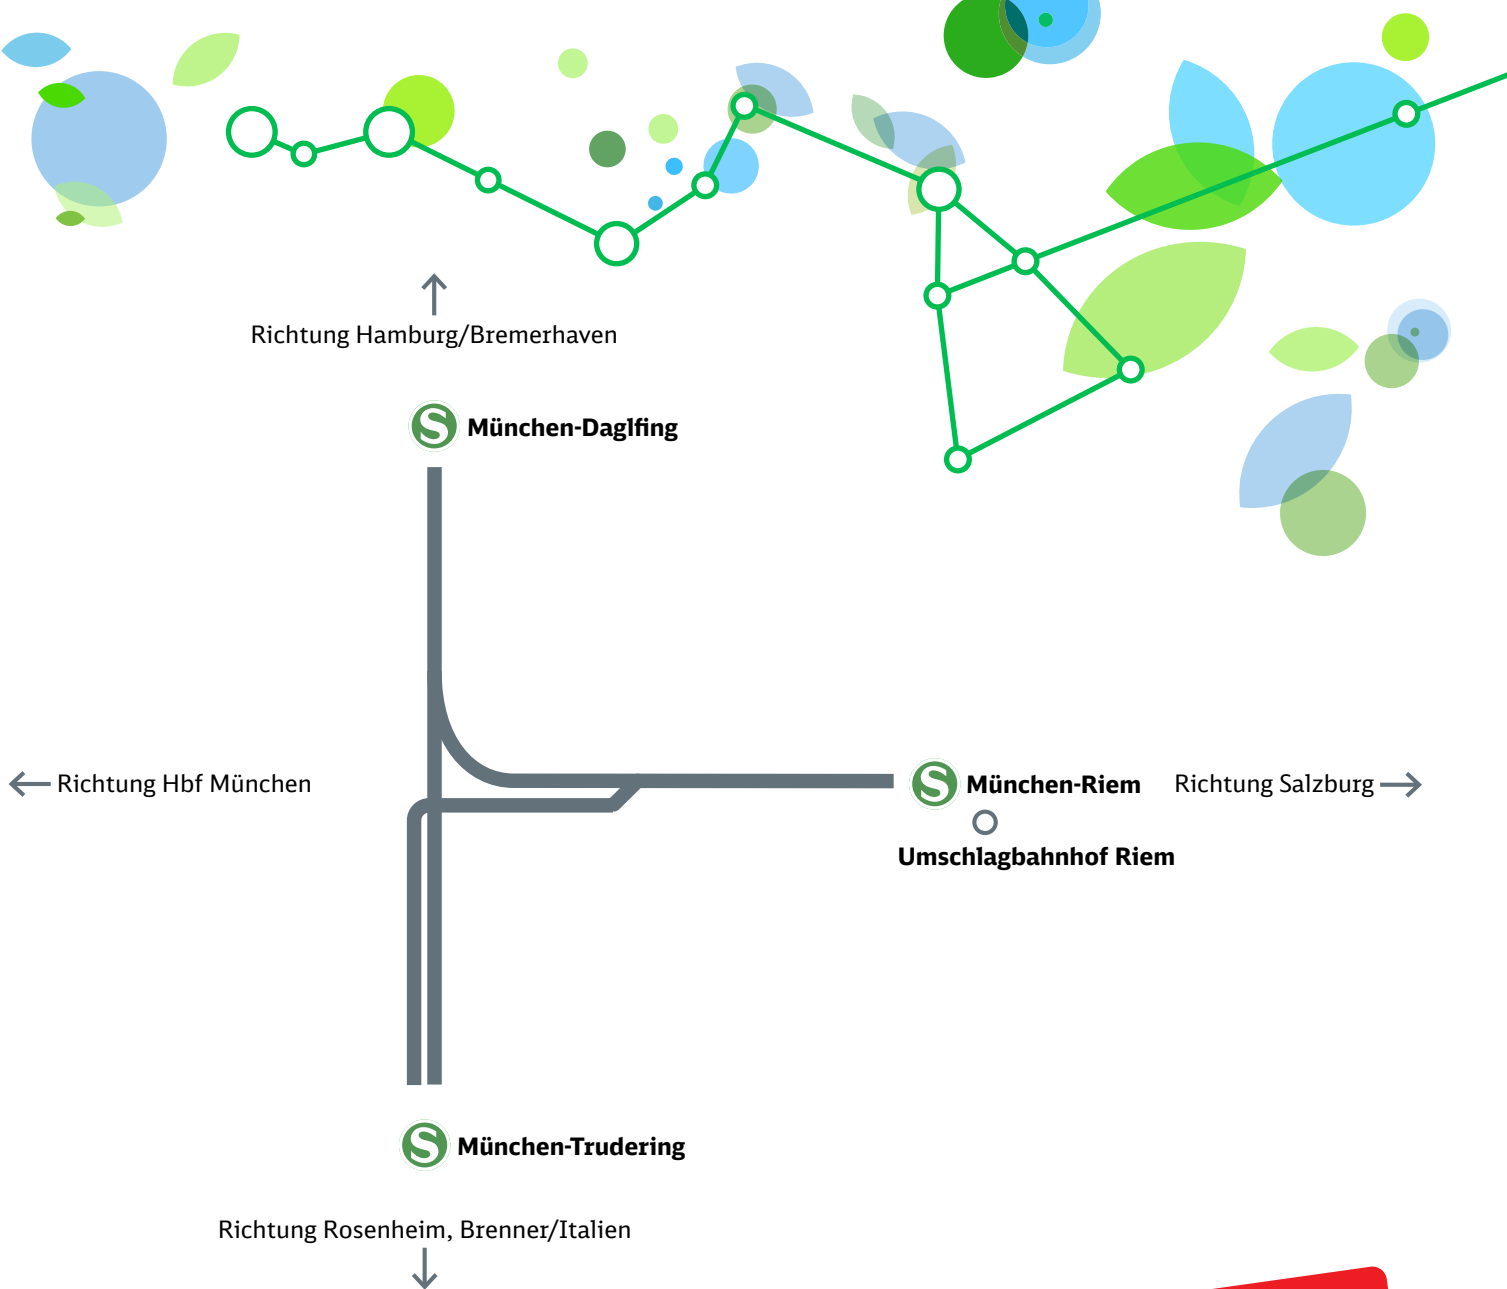 Richtung Hamburg/Bremerhaven
S München-Daglfing
Richtung Hbf München
S München-Riem
Richtung Salzburg
Umschlagbahnhof Riem
S München-Trudering
Richtung Rosenheim, Brenner/Italien